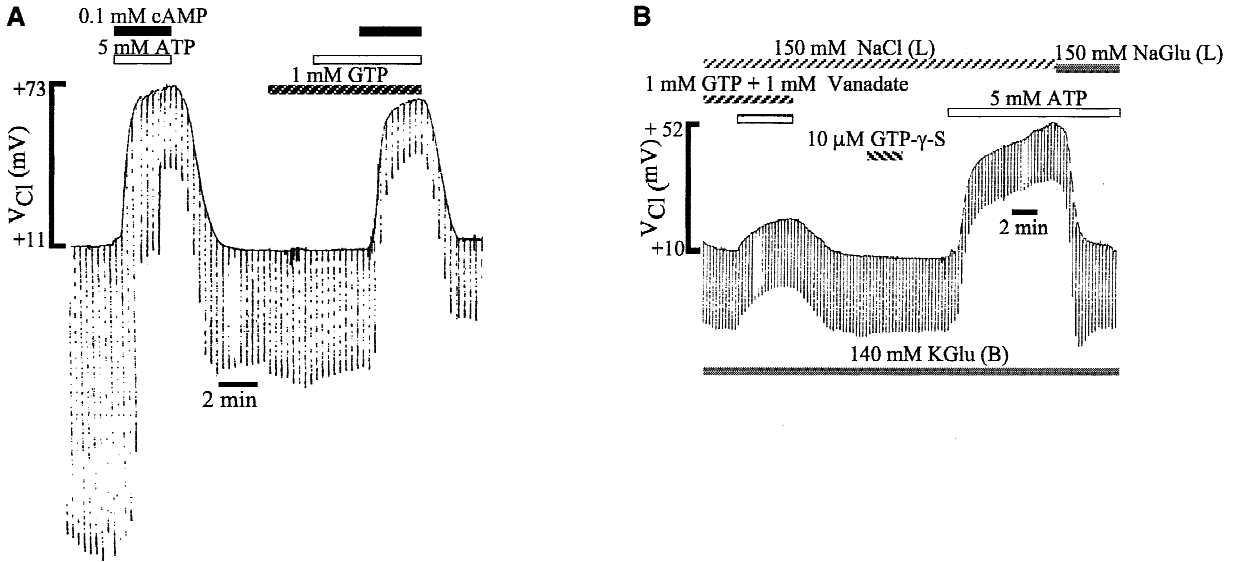 A
0.1 mM cAMP
5 mM ATP
1 mM GTP
+73
V_Cl (mV)
+11
2 min
B
150 mM NaCl (L)
150 mM NaGlu (L)
1 mM GTP + 1 mM Vanadate
5 mM ATP
+ 52
10 µM GTP-γ-S
V_Cl (mV)
2 min
+10
140 mM KGlu (B)